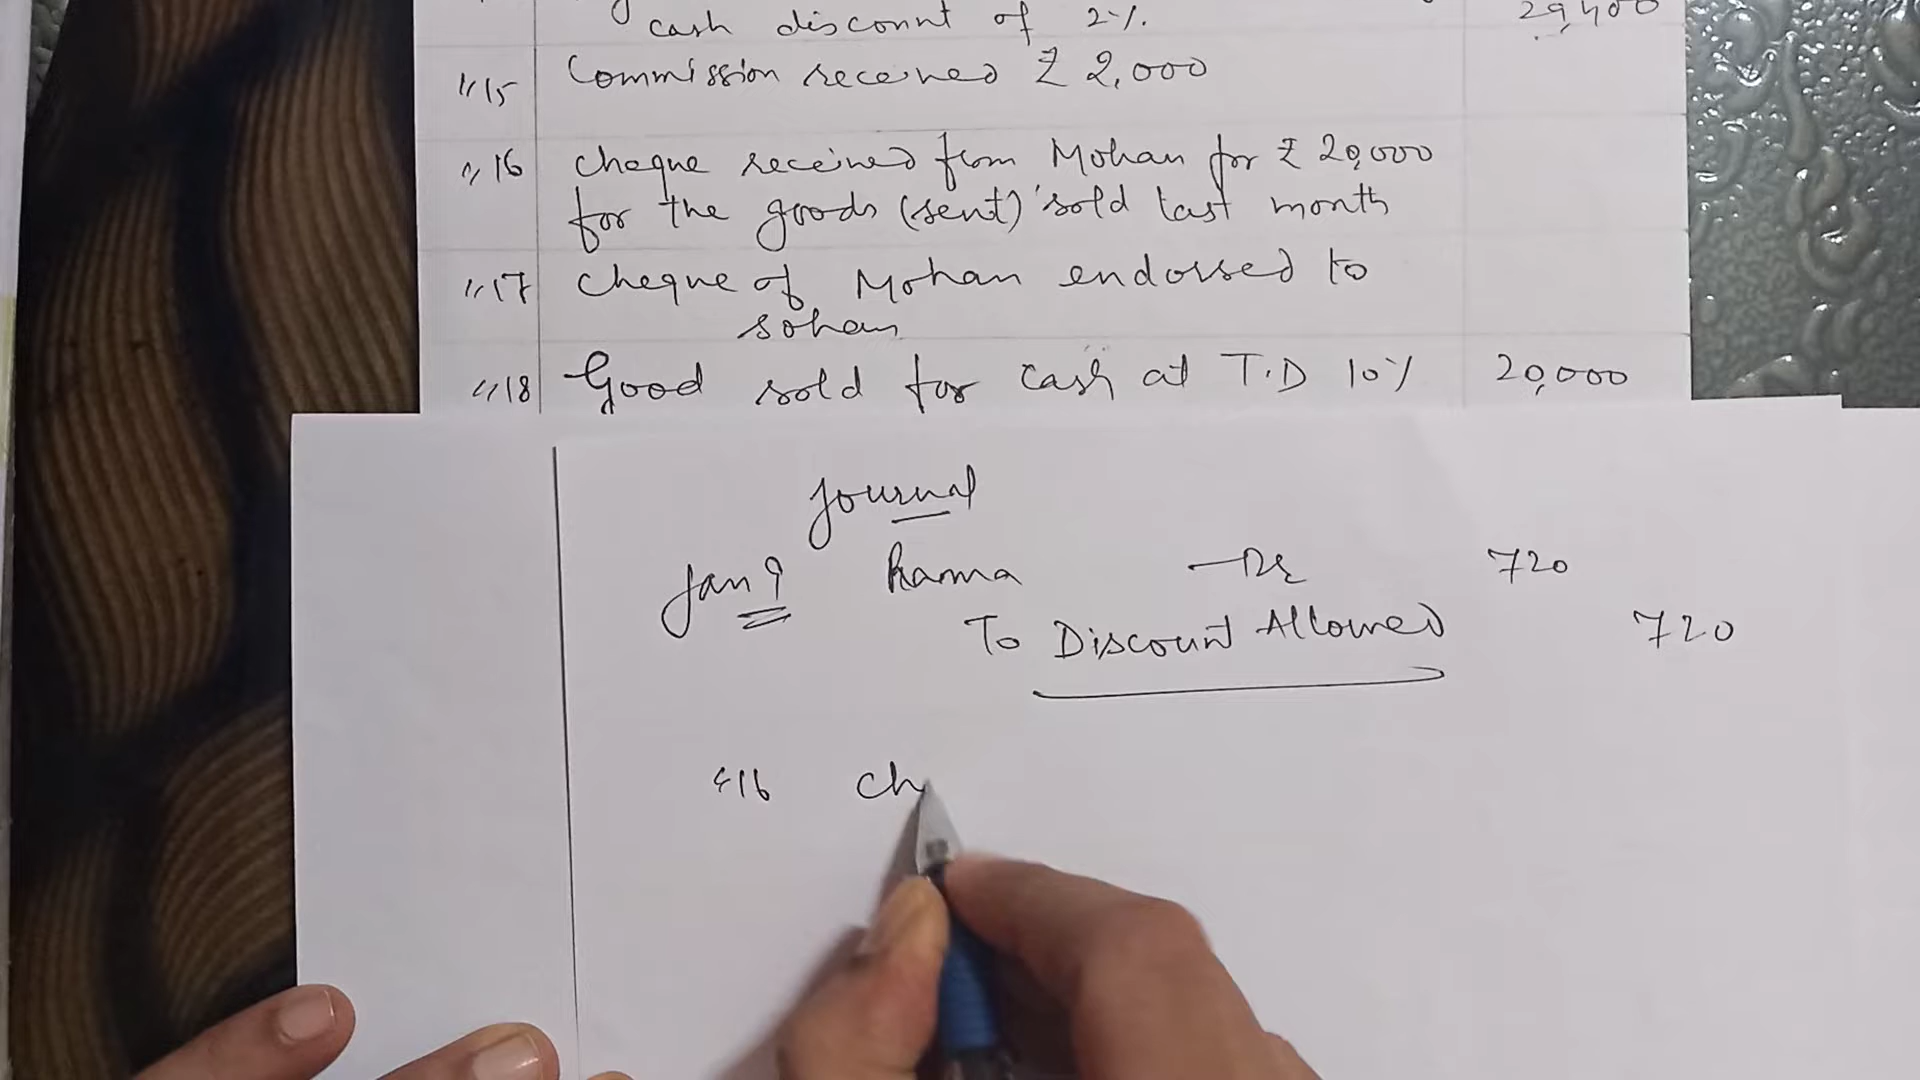 cash discount of 2% 29,400
"15 Commission received ₹ 2,000
"16 cheque received from Mohan for ₹ 20,000
for the goods (sent) sold last month
"17 cheque of Mohan endorsed to
sohan
"18 Good sold for cash at T.D 10% 20,000
Journal
Jan 9 Rama —Dr 720
To Discount Allowed 720
"16 Ch